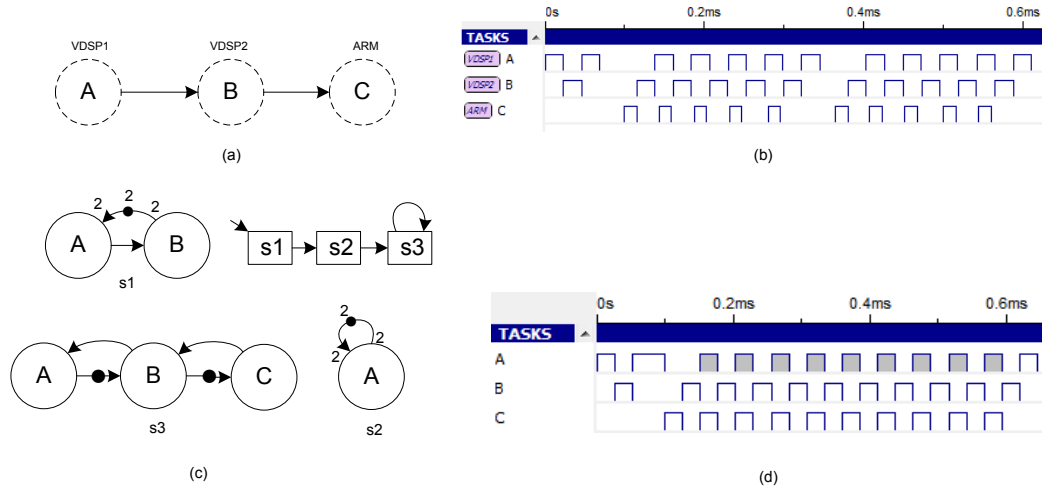 VDSP1 VDSP2 ARM
A B C
(a)
0s 0.2ms 0.4ms 0.6ms
TASKS
VDSP1 A
VDSP2 B
ARM C
(b)
2 2 2
A B
s1
s1 s2 s3
A B C
s3
2 2 2
A
s2
(c)
0s 0.2ms 0.4ms 0.6ms
TASKS
A
B
C
(d)